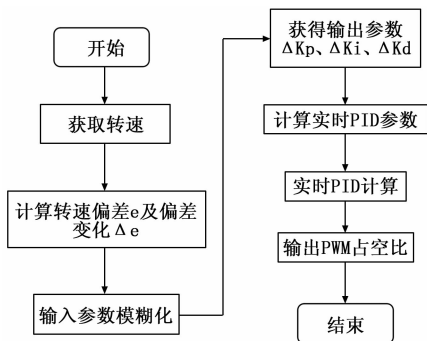 开始
获取转速
计算转速偏差e及偏差
变化Δe
输入参数模糊化
获得输出参数
ΔKp、ΔKi、ΔKd
计算实时PID参数
实时PID计算
输出PWM占空比
结束